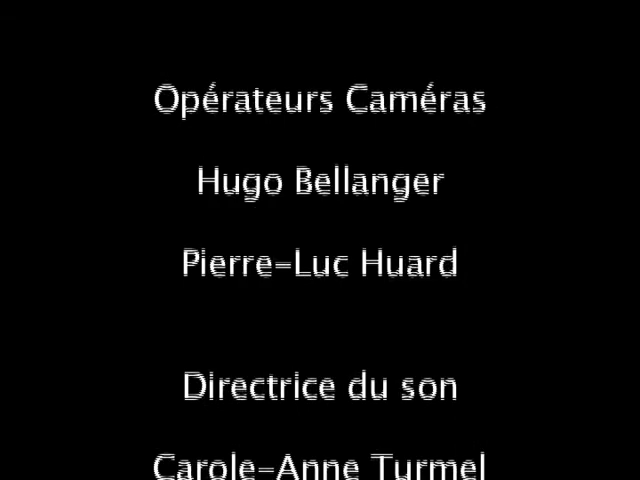 Opérateurs Caméras
Hugo Bellanger
Pierre-Luc Huard
Directrice du son
Carole-Anne Turmel